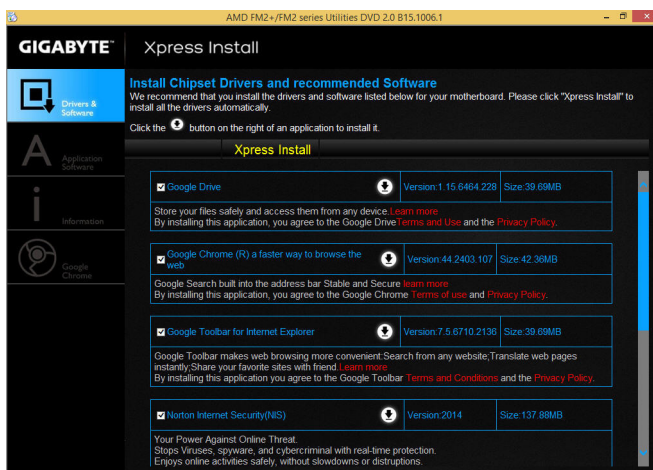 AMD FM2+/FM2 series Utilities DVD 2.0 B15.1006.1
GIGABYTE™
Xpress Install
Drivers &
Software
Application
Software
Information
Google
Chrome
Install Chipset Drivers and recommended Software
We recommend that you install the drivers and software listed below for your motherboard. Please click "Xpress Install" to
install all the drivers automatically.
Click the button on the right of an application to install it.
Xpress Install
Google Drive Version:1.15.6464.228 Size:39.69MB
Store your files safely and access them from any device.Learn more
By installing this application, you agree to the Google DriveTerms and Use and the Privacy Policy.
Google Chrome (R) a faster way to browse the
web Version:44.2403.107 Size:42.36MB
Google Search built into the address bar Stable and Secure learn more
By installing this application, you agree to the Google Chrome Terms of use and Privacy Policy.
Google Toolbar for Internet Explorer Version:7.5.6710.2136 Size:39.69MB
Google Toolbar makes web browsing more convenient:Search from any website;Translate web pages
instantly;Share your favorite sites with friend.Learn more
By installing this application you agree to the Google Toolbar Terms and Conditions and the Privacy Policy.
Norton Internet Security(NIS) Version:2014 Size:137.88MB
Your Power Against Online Threat.
Stops Viruses, spyware, and cybercriminal with real-time protection.
Enjoys online activities safely, without slowdowns or distruptions.